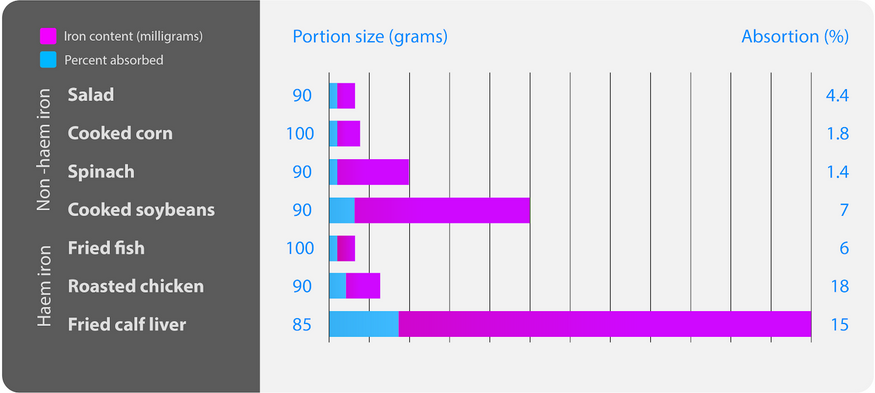 Iron content (milligrams)
Percent absorbed
Portion size (grams)
Absortion (%)
Non -haem iron
Salad 90 4.4
Cooked corn 100 1.8
Spinach 90 1.4
Cooked soybeans 90 7
Haem iron
Fried fish 100 6
Roasted chicken 90 18
Fried calf liver 85 15